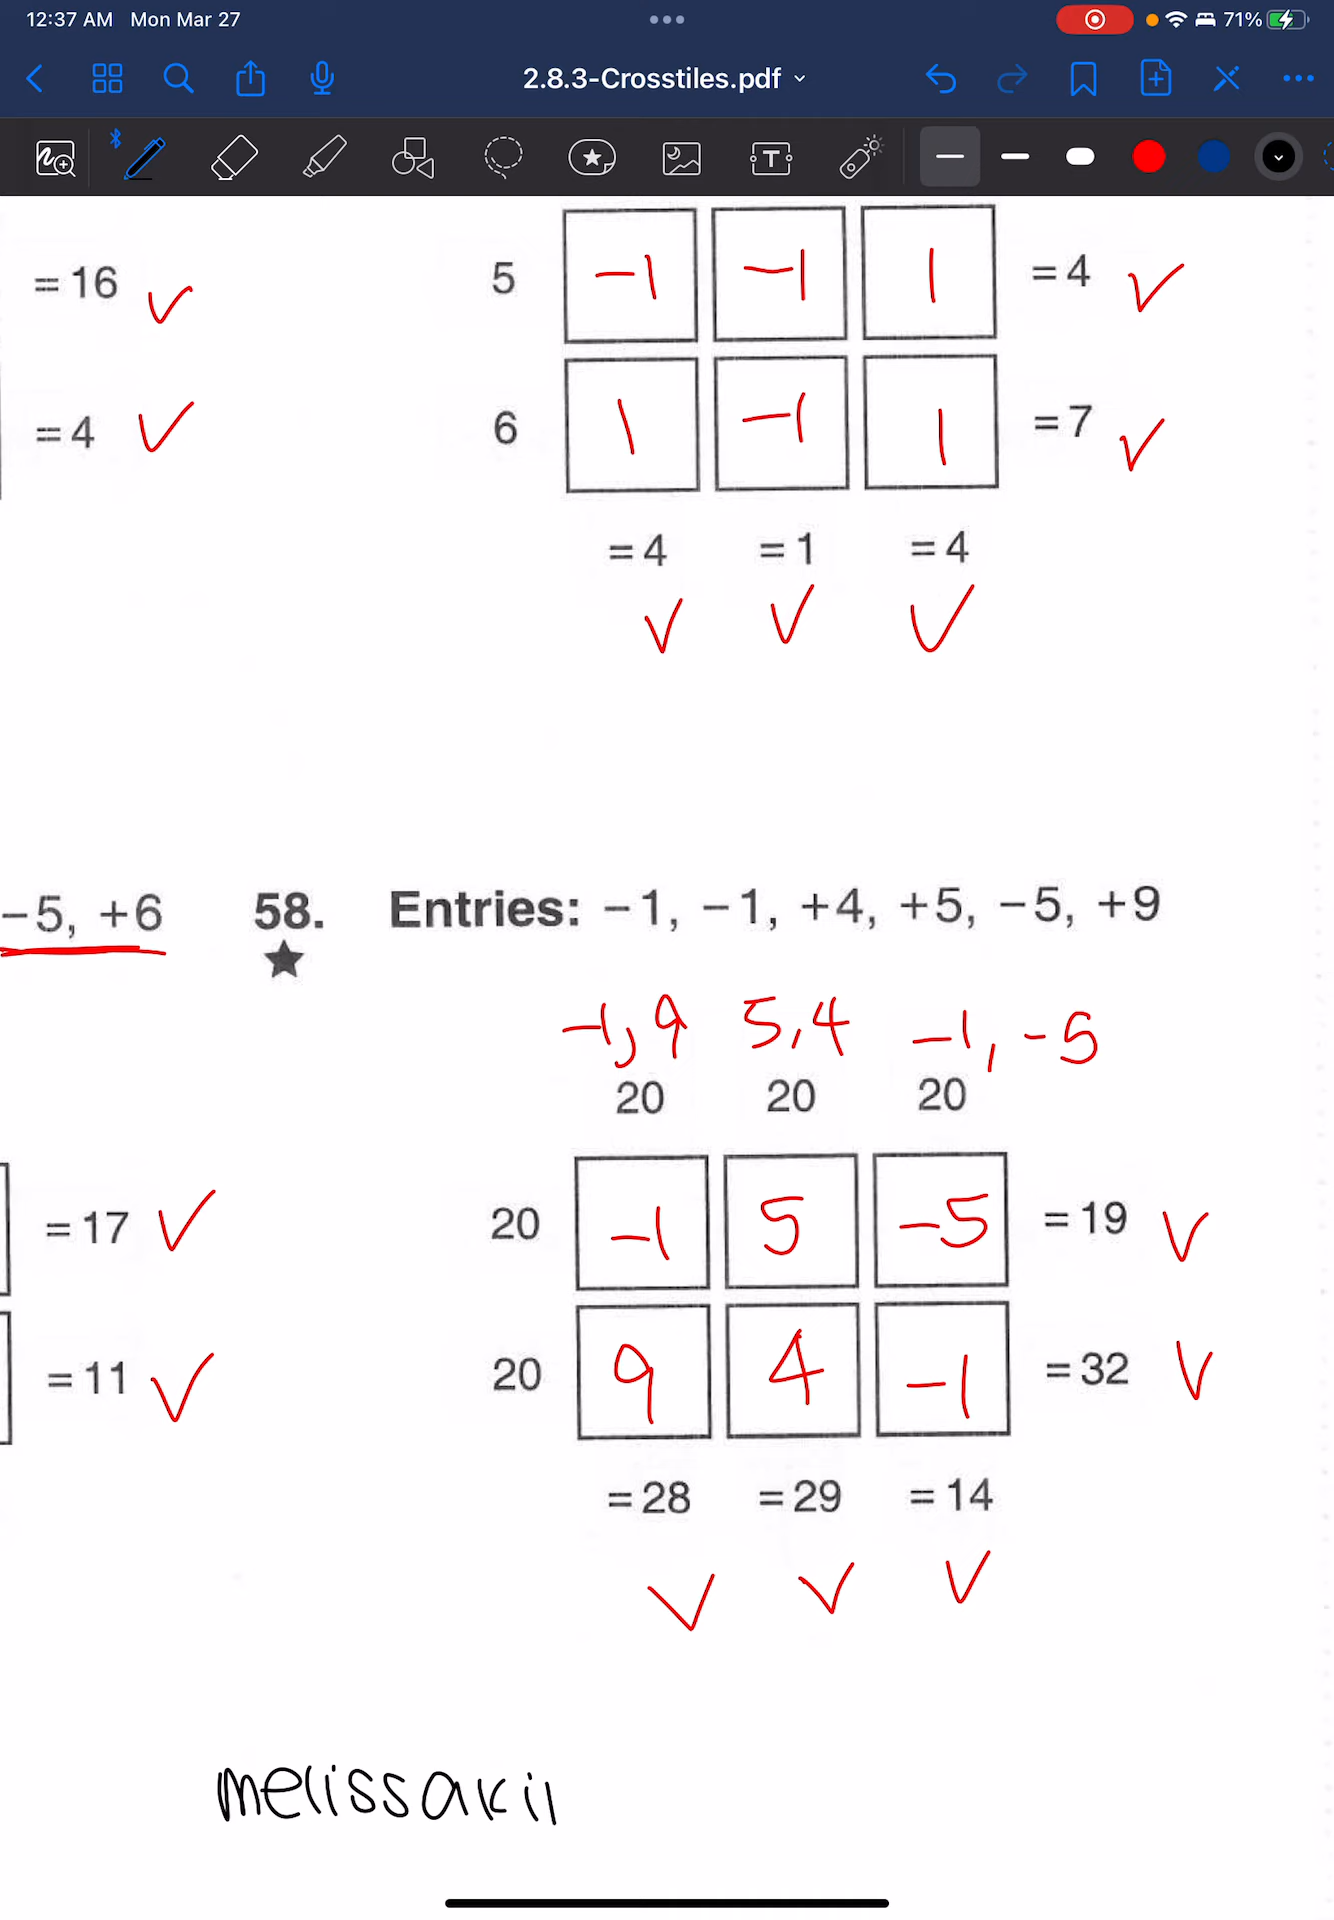 12:37 AM Mon Mar 27
71%
2.8.3-Crosstiles.pdf
T
= 16
5 -1 -1 1 = 4
= 4
6 1 -1 1 = 7
= 4 = 1 = 4
-5, +6
58. Entries: -1, -1, +4, +5, -5, +9
-1, 9 5,4 -1, -5
20 20 20
= 17
20 -1 5 -5 = 19
= 11
20 9 4 -1 = 32
= 28 = 29 = 14
melissakil